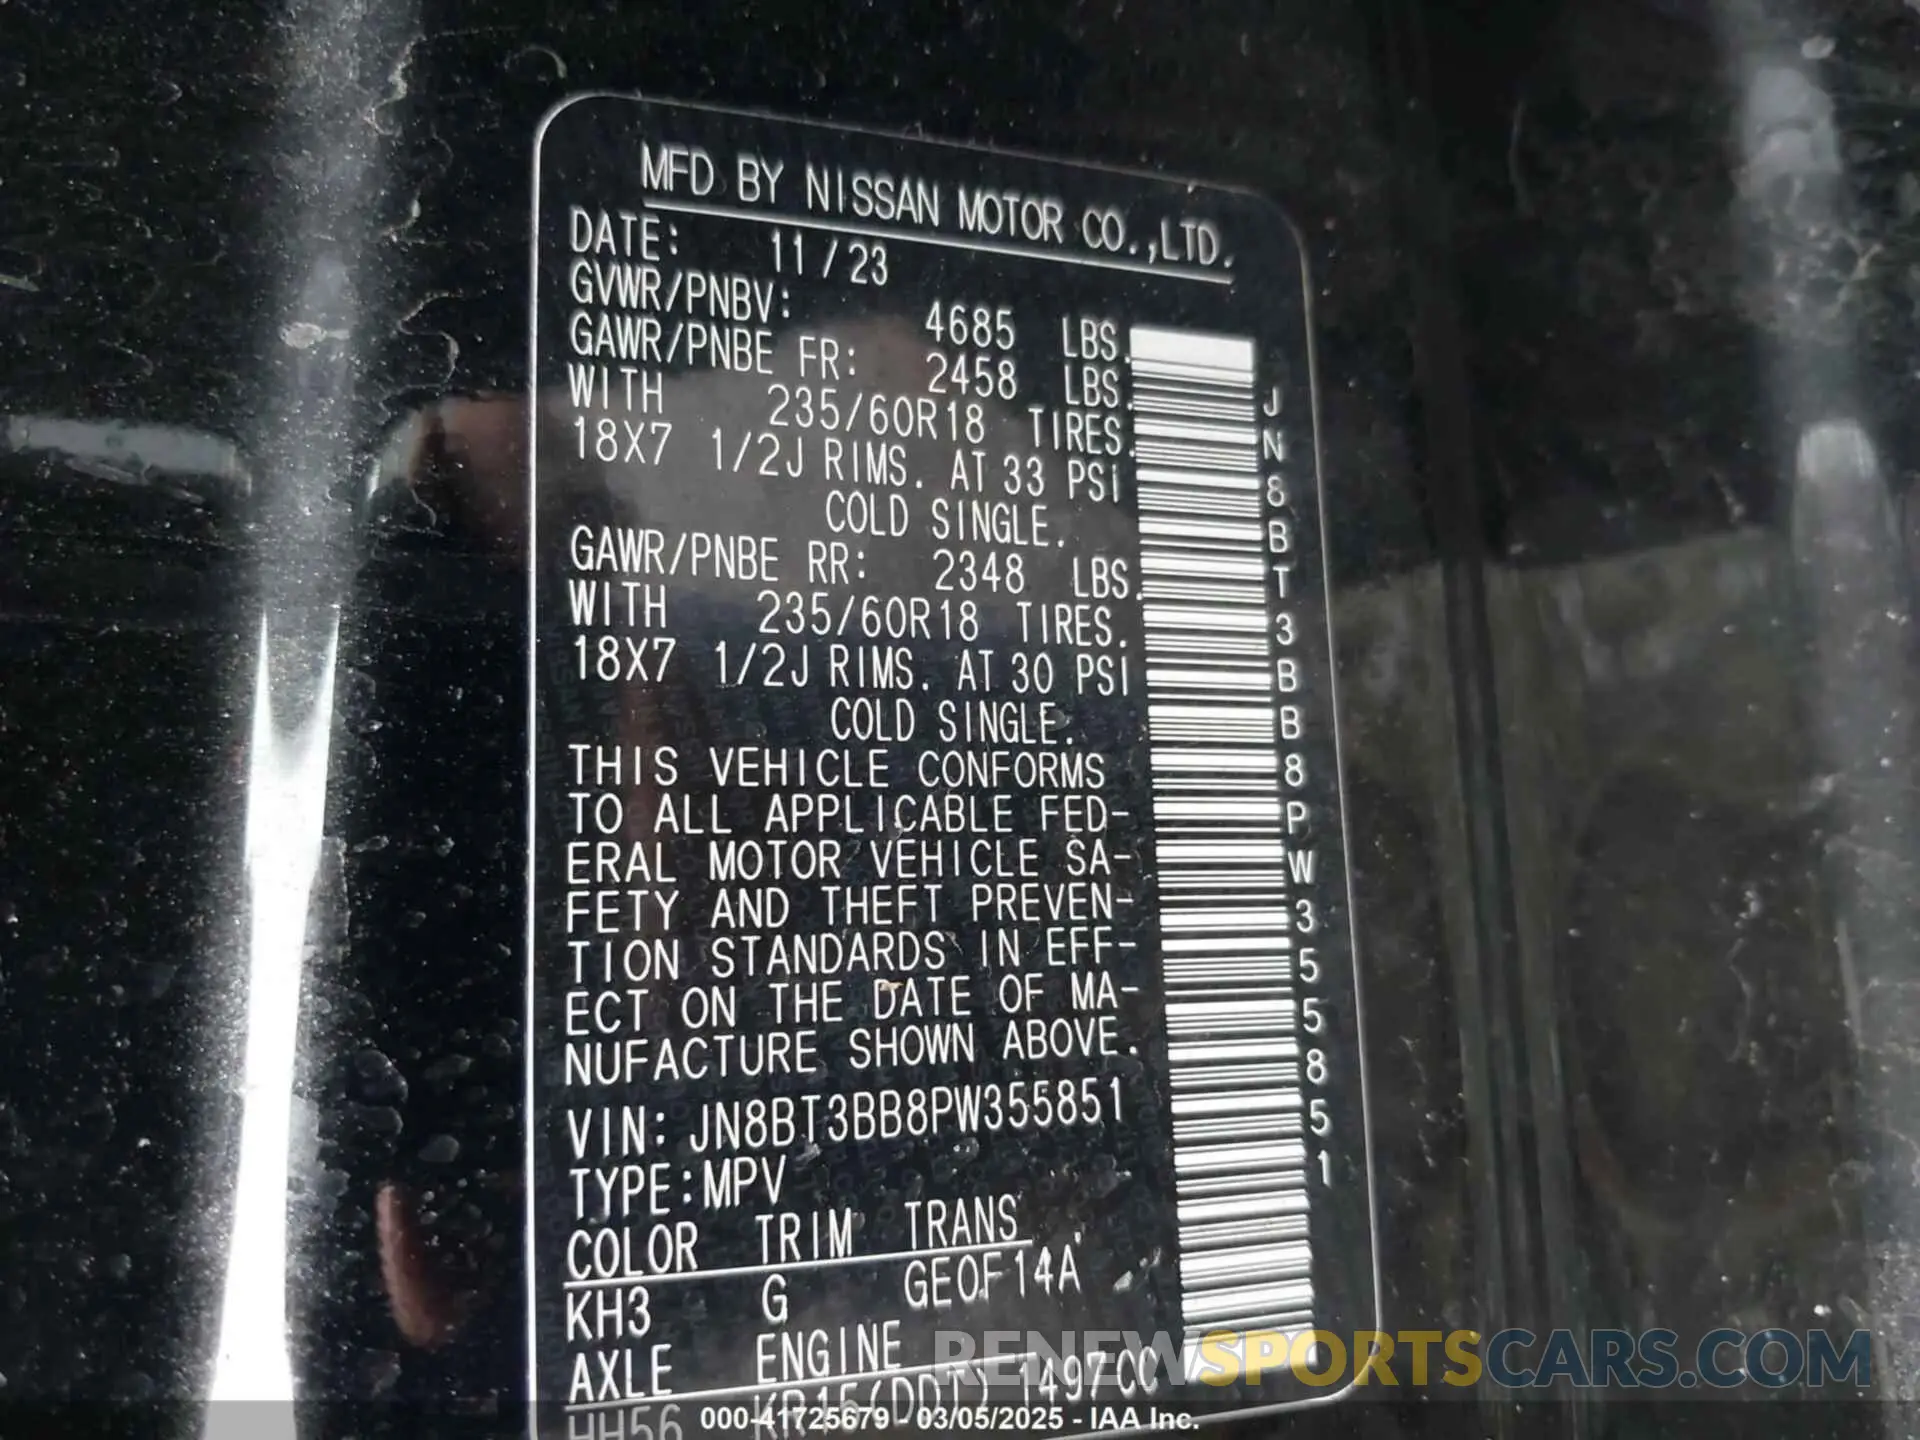 MFD BY NISSAN MOTOR CO.,LTD.
DATE: 11/23
GVWR/PNBV: 4685 LBS.
GAWR/PNBE FR: 2458 LBS.
WITH 235/60R18 TIRES.
18X7 1/2J RIMS. AT 33 PSI
COLD SINGLE.
GAWR/PNBE RR: 2348 LBS.
WITH 235/60R18 TIRES.
18X7 1/2J RIMS. AT 30 PSI
COLD SINGLE.
THIS VEHICLE CONFORMS
TO ALL APPLICABLE FED-
ERAL MOTOR VEHICLE SA-
FETY AND THEFT PREVEN-
TION STANDARDS IN EFF-
ECT ON THE DATE OF MA-
NUFACTURE SHOWN ABOVE.
VIN: JN8BT3BB8PW355851
TYPE:MPV
COLOR TRIM TRANS
KH3 G GE0F14A
AXLE ENGINE
HH56 KR15(DDT) 1497CC
JN8BT3BB8PW355851
RENEWSPORTSCARS.COM
000-41725679 - 03/05/2025 - IAA Inc.